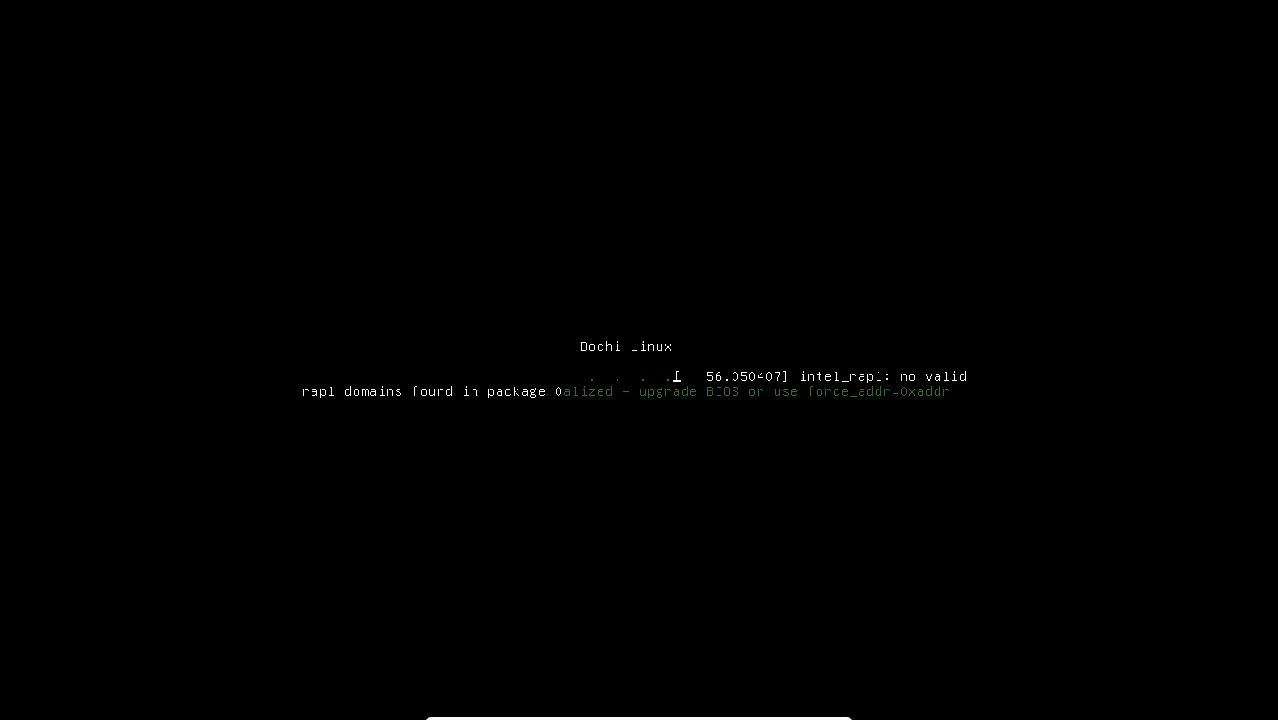 Dochi Linux
. . . .[ 56.050407] intel_rapl: no valid
rapl domains found in package 0alized - upgrade BIOS or use force_addr=0xaddr